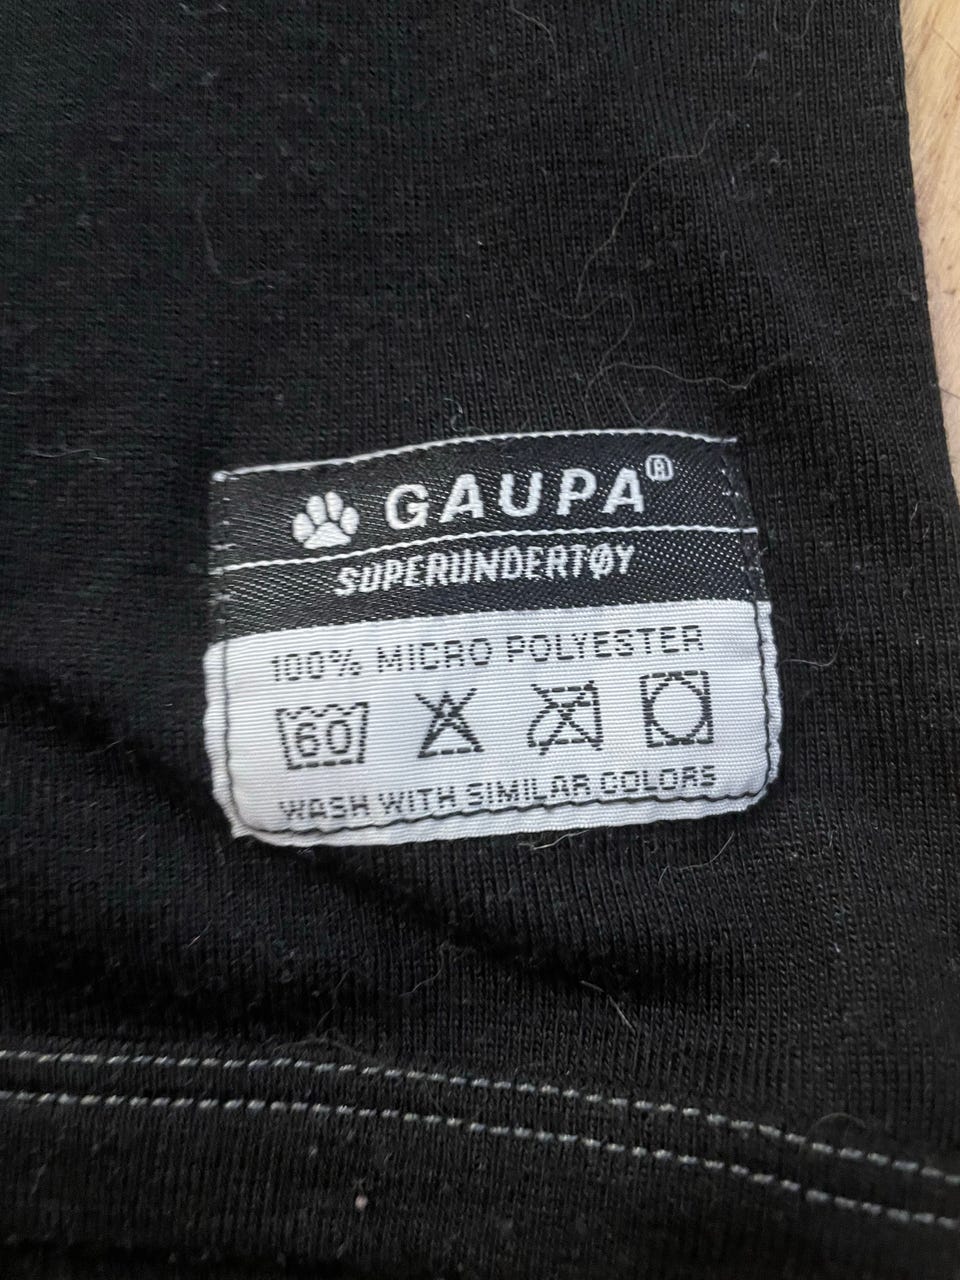 GAUPA®
SUPERUNDERTØY
100% MICRO POLYESTER
60
WASH WITH SIMILAR COLORS